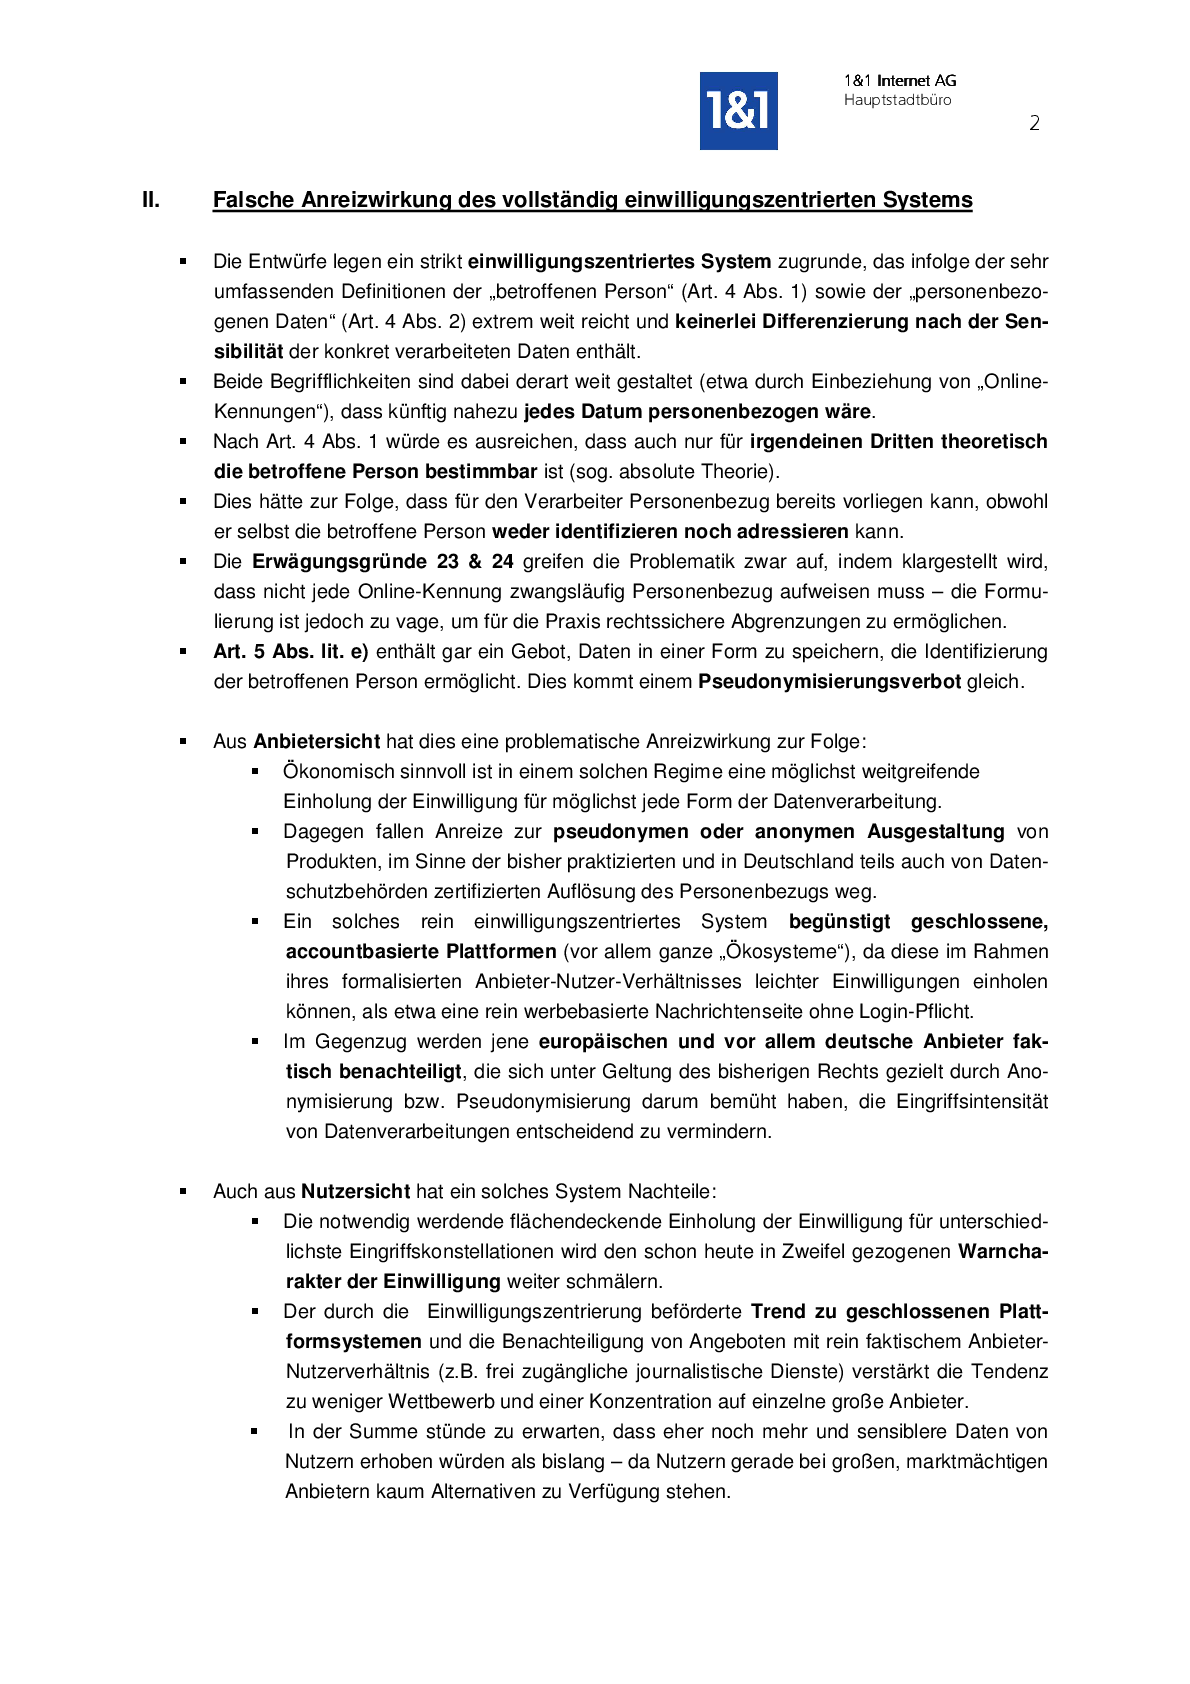 1&1
1&1 Internet AG
Hauptstadtbüro
2
II. Falsche Anreizwirkung des vollständig einwilligungszentrierten Systems
▪ Die Entwürfe legen ein strikt einwilligungszentriertes System zugrunde, das infolge der sehr
umfassenden Definitionen der „betroffenen Person“ (Art. 4 Abs. 1) sowie der „personenbezo-
genen Daten“ (Art. 4 Abs. 2) extrem weit reicht und keinerlei Differenzierung nach der Sen-
sibilität der konkret verarbeiteten Daten enthält.
▪ Beide Begrifflichkeiten sind dabei derart weit gestaltet (etwa durch Einbeziehung von „Online-
Kennungen“), dass künftig nahezu jedes Datum personenbezogen wäre.
▪ Nach Art. 4 Abs. 1 würde es ausreichen, dass auch nur für irgendeinen Dritten theoretisch
die betroffene Person bestimmbar ist (sog. absolute Theorie).
▪ Dies hätte zur Folge, dass für den Verarbeiter Personenbezug bereits vorliegen kann, obwohl
er selbst die betroffene Person weder identifizieren noch adressieren kann.
▪ Die Erwägungsgründe 23 & 24 greifen die Problematik zwar auf, indem klargestellt wird,
dass nicht jede Online-Kennung zwangsläufig Personenbezug aufweisen muss – die Formu-
lierung ist jedoch zu vage, um für die Praxis rechtssichere Abgrenzungen zu ermöglichen.
▪ Art. 5 Abs. lit. e) enthält gar ein Gebot, Daten in einer Form zu speichern, die Identifizierung
der betroffenen Person ermöglicht. Dies kommt einem Pseudonymisierungsverbot gleich.
▪ Aus Anbietersicht hat dies eine problematische Anreizwirkung zur Folge:
▪ Ökonomisch sinnvoll ist in einem solchen Regime eine möglichst weitgreifende
Einholung der Einwilligung für möglichst jede Form der Datenverarbeitung.
▪ Dagegen fallen Anreize zur pseudonymen oder anonymen Ausgestaltung von
Produkten, im Sinne der bisher praktizierten und in Deutschland teils auch von Daten-
schutzbehörden zertifizierten Auflösung des Personenbezugs weg.
▪ Ein solches rein einwilligungszentriertes System begünstigt geschlossene,
accountbasierte Plattformen (vor allem ganze „Ökosysteme“), da diese im Rahmen
ihres formalisierten Anbieter-Nutzer-Verhältnisses leichter Einwilligungen einholen
können, als etwa eine rein werbebasierte Nachrichtenseite ohne Login-Pflicht.
▪ Im Gegenzug werden jene europäischen und vor allem deutsche Anbieter fak-
tisch benachteiligt, die sich unter Geltung des bisherigen Rechts gezielt durch Ano-
nymisierung bzw. Pseudonymisierung darum bemüht haben, die Eingriffsintensität
von Datenverarbeitungen entscheidend zu vermindern.
▪ Auch aus Nutzersicht hat ein solches System Nachteile:
▪ Die notwendig werdende flächendeckende Einholung der Einwilligung für unterschied-
lichste Eingriffskonstellationen wird den schon heute in Zweifel gezogenen Warncha-
rakter der Einwilligung weiter schmälern.
▪ Der durch die Einwilligungszentrierung beförderte Trend zu geschlossenen Platt-
formsystemen und die Benachteiligung von Angeboten mit rein faktischem Anbieter-
Nutzerverhältnis (z.B. frei zugängliche journalistische Dienste) verstärkt die Tendenz
zu weniger Wettbewerb und einer Konzentration auf einzelne große Anbieter.
▪ In der Summe stünde zu erwarten, dass eher noch mehr und sensiblere Daten von
Nutzern erhoben würden als bislang – da Nutzern gerade bei großen, marktmächtigen
Anbietern kaum Alternativen zu Verfügung stehen.